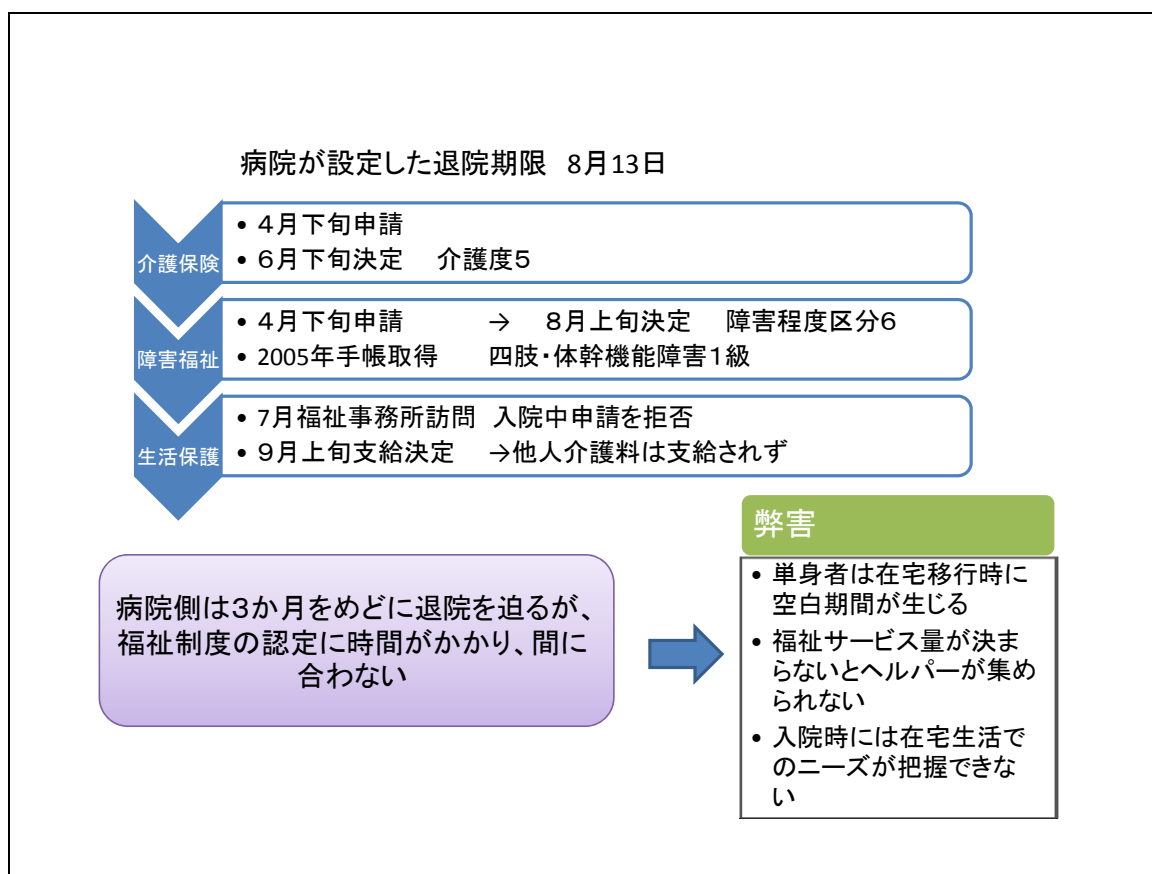 病院が設定した退院期限 8月13日
介護保険
• ４月下旬申請
• ６月下旬決定 介護度５
障害福祉
• ４月下旬申請 → ８月上旬決定 障害程度区分６
• 2005年手帳取得 四肢・体幹機能障害１級
生活保護
• 7月福祉事務所訪問 入院中申請を拒否
• ９月上旬支給決定 →他人介護料は支給されず
病院側は３か月をめどに退院を迫るが、
福祉制度の認定に時間がかかり、間に
合わない
弊害
• 単身者は在宅移行時に
空白期間が生じる
• 福祉サービス量が決ま
らないとヘルパーが集め
られない
• 入院時には在宅生活で
のニーズが把握できな
い